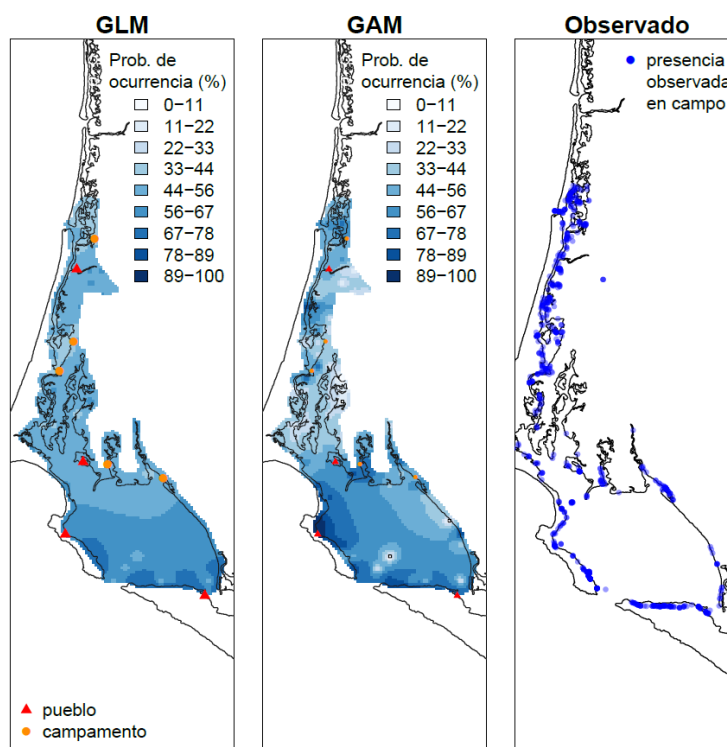 GLM
Prob. de
ocurrencia (%)
0−11
11−22
22−33
33−44
44−56
56−67
67−78
78−89
89−100
pueblo
campamento
GAM
Prob. de
ocurrencia (%)
0−11
11−22
22−33
33−44
44−56
56−67
67−78
78−89
89−100
Observado
presencia
observada
en campo